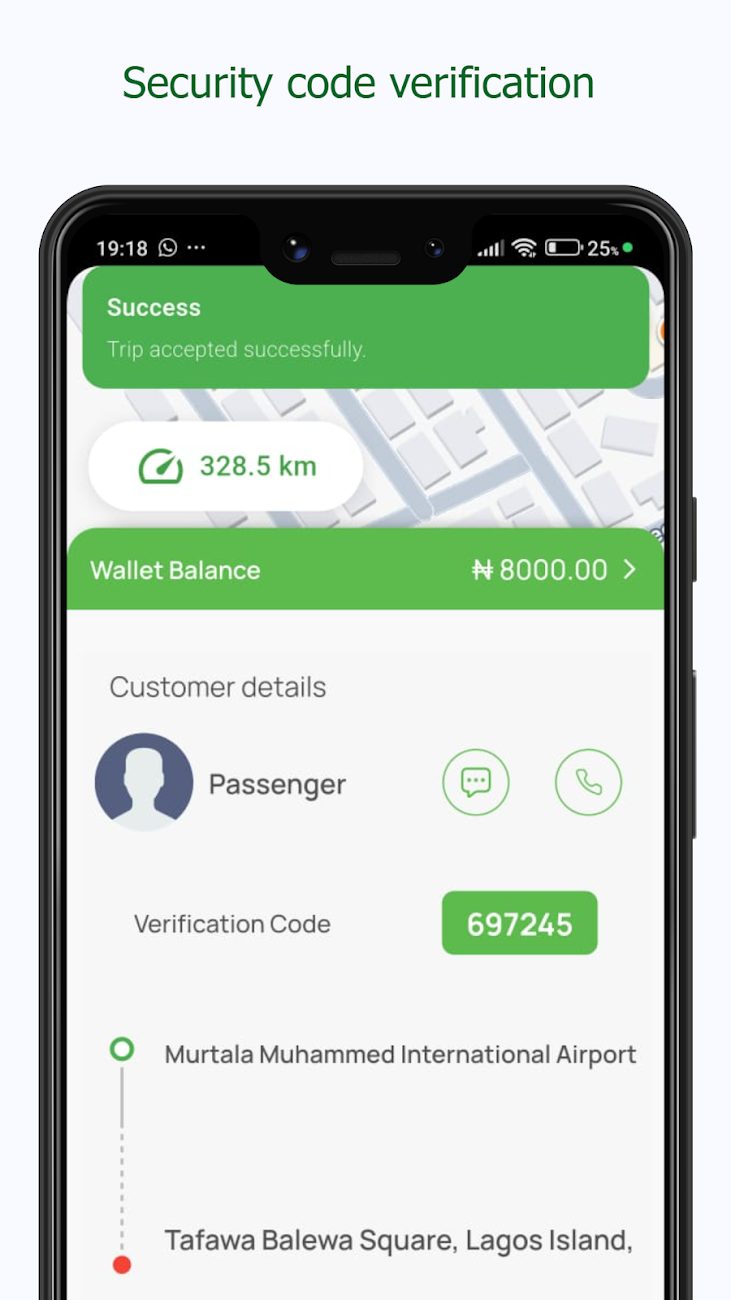 Security code verification
19:18 ... 25%
Success
Trip accepted successfully.
328.5 km
Wallet Balance ₦ 8000.00 >
Customer details
Passenger
Verification Code 697245
Murtala Muhammed International Airport
Tafawa Balewa Square, Lagos Island,